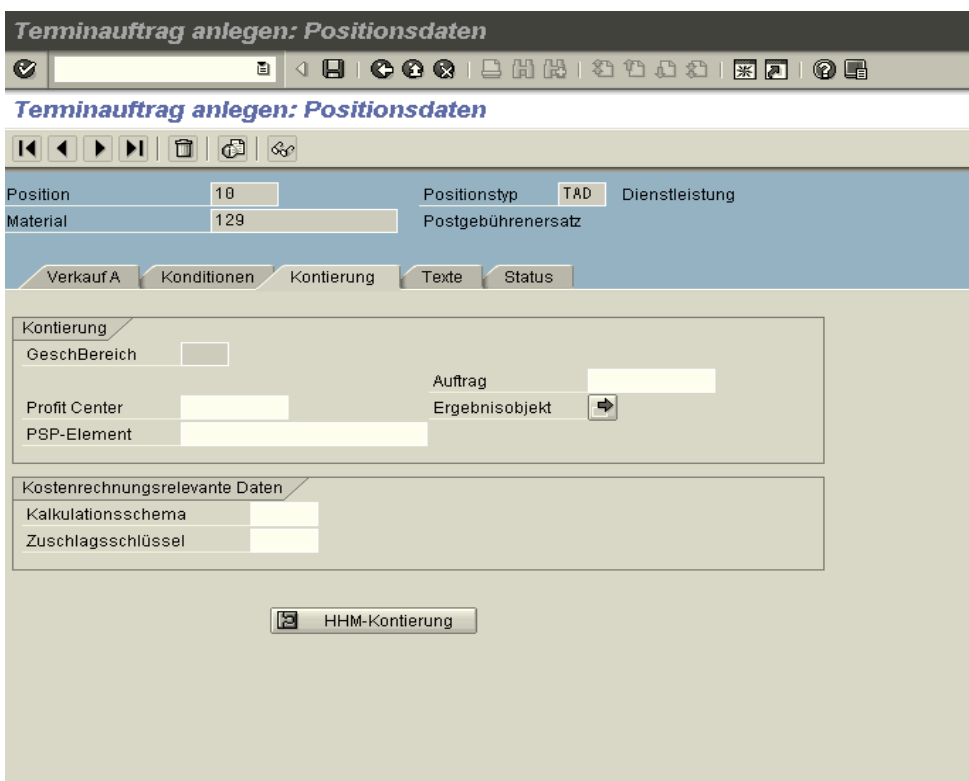 Terminauftrag anlegen: Positionsdaten
Terminauftrag anlegen: Positionsdaten
Position 10 Positionstyp TAD Dienstleistung
Material 129 Postgebührenersatz
Verkauf A Konditionen Kontierung Texte Status
Kontierung
GeschBereich
Auftrag
Profit Center Ergebnisobjekt
PSP-Element
Kostenrechnungsrelevante Daten
Kalkulationsschema
Zuschlagsschlüssel
HHM-Kontierung